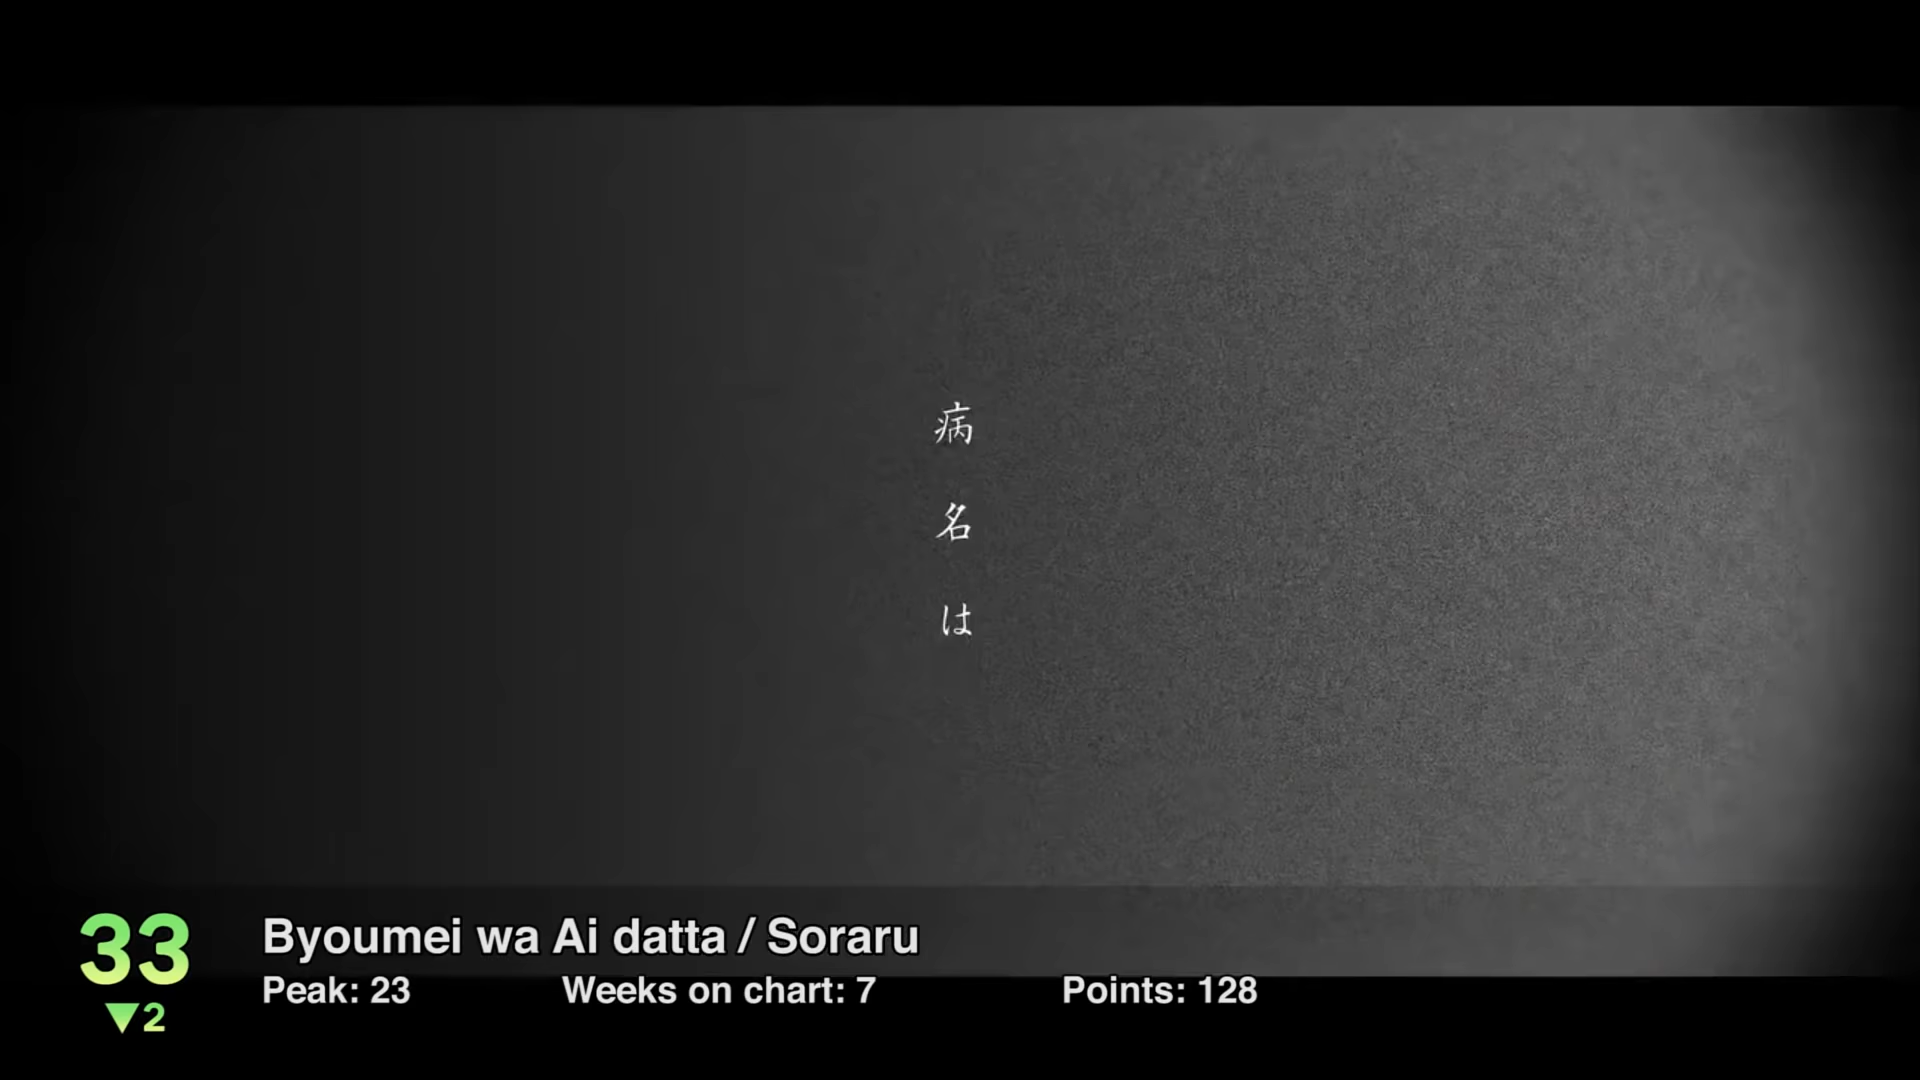 病名は
33
▼2
Byoumei wa Ai datta / Soraru
Peak: 23
Weeks on chart: 7
Points: 128